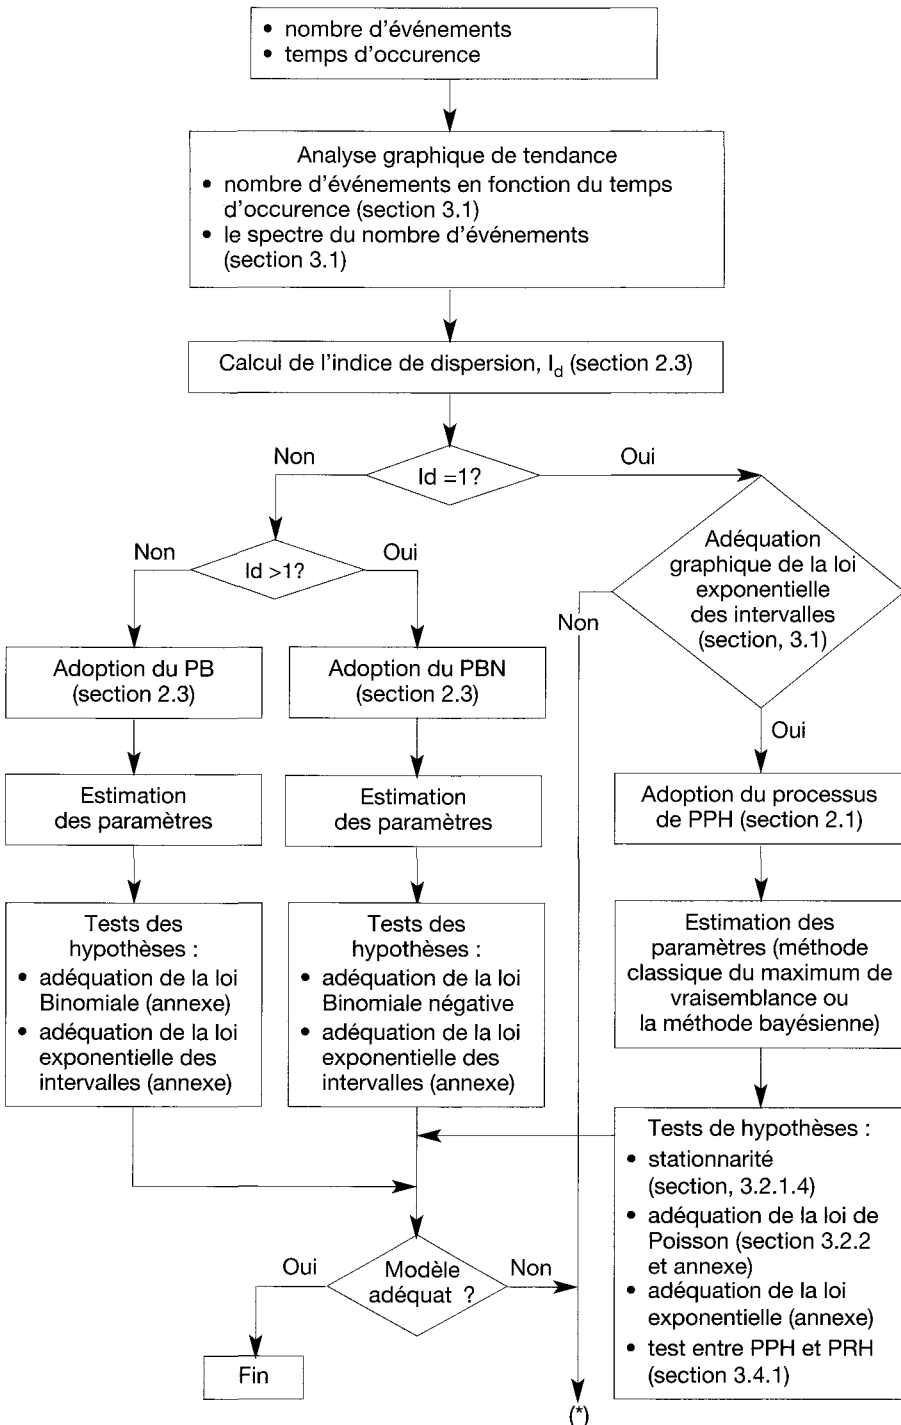 • nombre d'événements
• temps d'occurence
Analyse graphique de tendance
• nombre d'événements en fonction du temps
d'occurence (section 3.1)
• le spectre du nombre d'événements
(section 3.1)
Calcul de l'indice de dispersion, Id (section 2.3)
Non
Id =1?
Oui
Non
Id >1?
Oui
Adéquation
graphique de la loi
exponentielle
des intervalles
(section, 3.1)
Non
Oui
Adoption du PB
(section 2.3)
Adoption du PBN
(section 2.3)
Estimation
des paramètres
Estimation
des paramètres
Adoption du processus
de PPH (section 2.1)
Tests des
hypothèses :
• adéquation de la loi
Binomiale (annexe)
• adéquation de la loi
exponentielle des
intervalles (annexe)
Tests des
hypothèses :
• adéquation de la loi
Binomiale négative
• adéquation de la loi
exponentielle des
intervalles (annexe)
Estimation des
paramètres (méthode
classique du maximum de
vraisemblance ou
la méthode bayésienne)
Tests de hypothèses :
• stationnarité
(section, 3.2.1.4)
• adéquation de la loi de
Poisson (section 3.2.2
et annexe)
• adéquation de la loi
exponentielle (annexe)
• test entre PPH et PRH
(section 3.4.1)
Oui
Modèle
adéquat ?
Non
Fin
(*)